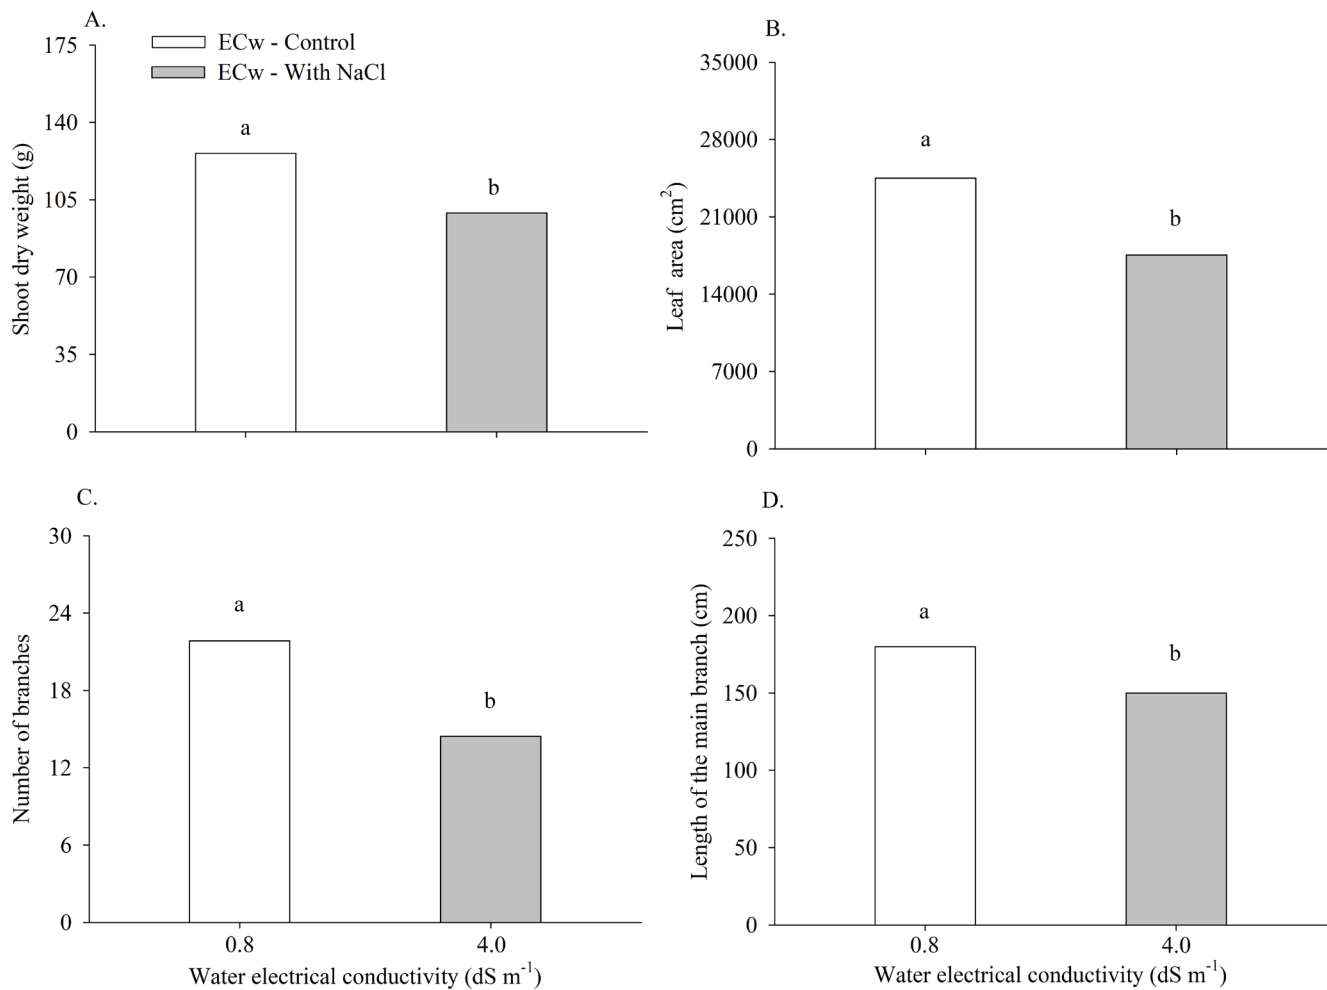 A.
ECw - Control
ECw - With NaCl
175
140
105
70
35
0
Shoot dry weight (g)
a
b
B.
35000
28000
21000
14000
7000
0
Leaf area (cm²)
a
b
C.
30
24
18
12
6
0
Number of branches
a
b
0.8
4.0
Water electrical conductivity (dS m⁻¹)
D.
250
200
150
100
50
0
Length of the main branch (cm)
a
b
0.8
4.0
Water electrical conductivity (dS m⁻¹)